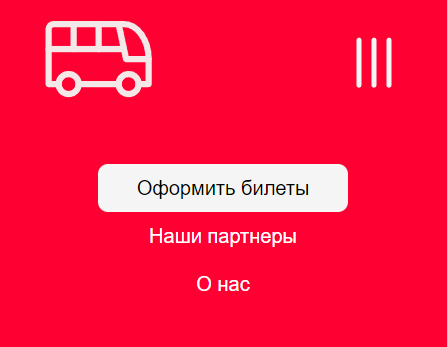 Оформить билеты
Наши партнеры
О нас